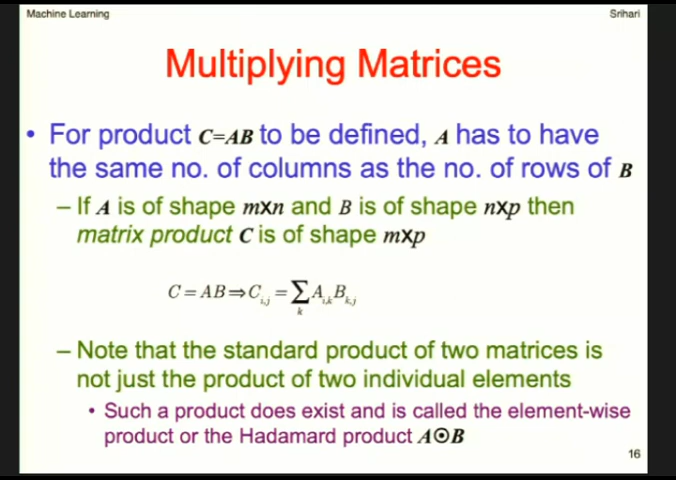 Machine Learning
Srihari
Multiplying Matrices
• For product C=AB to be defined, A has to have
the same no. of columns as the no. of rows of B
– If A is of shape mxn and B is of shape nxp then
matrix product C is of shape mxp
C = AB ⇒ C_{i,j} = ∑_k A_{i,k} B_{k,j}
– Note that the standard product of two matrices is
not just the product of two individual elements
• Such a product does exist and is called the element-wise
product or the Hadamard product A⊙B
16